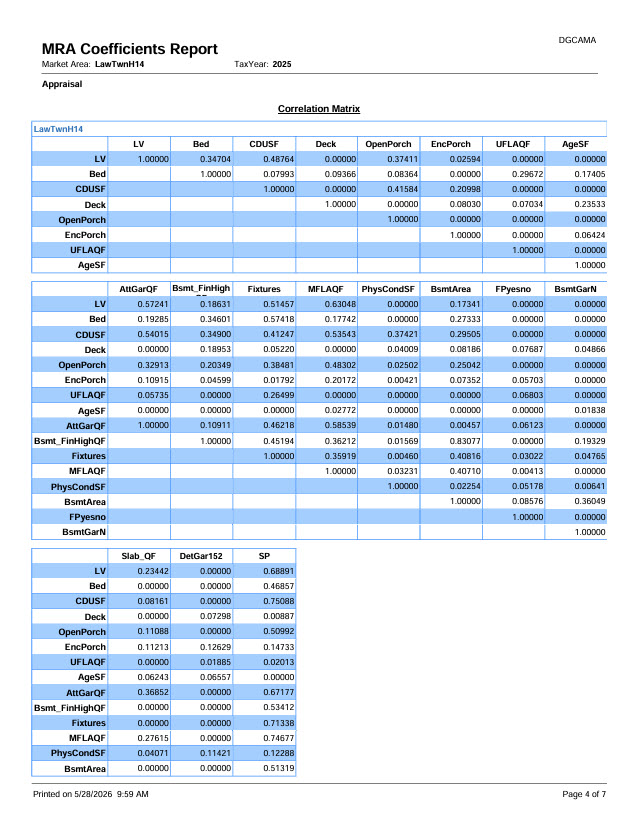 DGCAMA
MRA Coefficients Report
Market Area: LawTwnH14 TaxYear: 2025
Appraisal
Correlation Matrix
LawTwnH14
LV Bed CDUSF Deck OpenPorch EncPorch UFLAQF AgeSF
LV 1.00000 0.34704 0.48764 0.00000 0.37411 0.02594 0.00000 0.00000
Bed 1.00000 0.07993 0.09366 0.08364 0.00000 0.29672 0.17405
CDUSF 1.00000 0.00000 0.41584 0.20998 0.00000 0.00000
Deck 1.00000 0.00000 0.08030 0.07034 0.23533
OpenPorch 1.00000 0.00000 0.00000 0.00000
EncPorch 1.00000 0.00000 0.06424
UFLAQF 1.00000 0.00000
AgeSF 1.00000
AttGarQF Bsmt_FinHigh Fixtures MFLAQF PhysCondSF BsmtArea FPyesno BsmtGarN
LV 0.57241 0.18631 0.51457 0.63048 0.00000 0.17341 0.00000 0.00000
Bed 0.19285 0.34601 0.57418 0.17742 0.00000 0.27333 0.00000 0.00000
CDUSF 0.54015 0.34900 0.41247 0.53543 0.37421 0.29505 0.00000 0.00000
Deck 0.00000 0.18953 0.05220 0.00000 0.04009 0.08186 0.07687 0.04866
OpenPorch 0.32913 0.20349 0.38481 0.48302 0.02502 0.25042 0.00000 0.00000
EncPorch 0.10915 0.04599 0.01792 0.20172 0.00421 0.07352 0.05703 0.00000
UFLAQF 0.05735 0.00000 0.26499 0.00000 0.00000 0.00000 0.06803 0.00000
AgeSF 0.00000 0.00000 0.00000 0.02772 0.00000 0.00000 0.00000 0.01838
AttGarQF 1.00000 0.10911 0.46218 0.58539 0.01480 0.00457 0.06123 0.00000
Bsmt_FinHighQF 1.00000 0.45194 0.36212 0.01569 0.83077 0.00000 0.19329
Fixtures 1.00000 0.35919 0.00460 0.40816 0.03022 0.04765
MFLAQF 1.00000 0.03231 0.40710 0.00413 0.00000
PhysCondSF 1.00000 0.02254 0.05178 0.00641
BsmtArea 1.00000 0.08576 0.36049
FPyesno 1.00000 0.00000
BsmtGarN 1.00000
Slab_QF DetGar152 SP
LV 0.23442 0.00000 0.68891
Bed 0.00000 0.00000 0.46857
CDUSF 0.08161 0.00000 0.75088
Deck 0.00000 0.07298 0.00887
OpenPorch 0.11088 0.00000 0.50992
EncPorch 0.11213 0.12629 0.14733
UFLAQF 0.00000 0.01885 0.02013
AgeSF 0.06243 0.06557 0.00000
AttGarQF 0.36852 0.00000 0.67177
Bsmt_FinHighQF 0.00000 0.00000 0.53412
Fixtures 0.00000 0.00000 0.71338
MFLAQF 0.27615 0.00000 0.74677
PhysCondSF 0.04071 0.11421 0.12288
BsmtArea 0.00000 0.00000 0.51319
Printed on 5/28/2026 9:59 AM Page 4 of 7